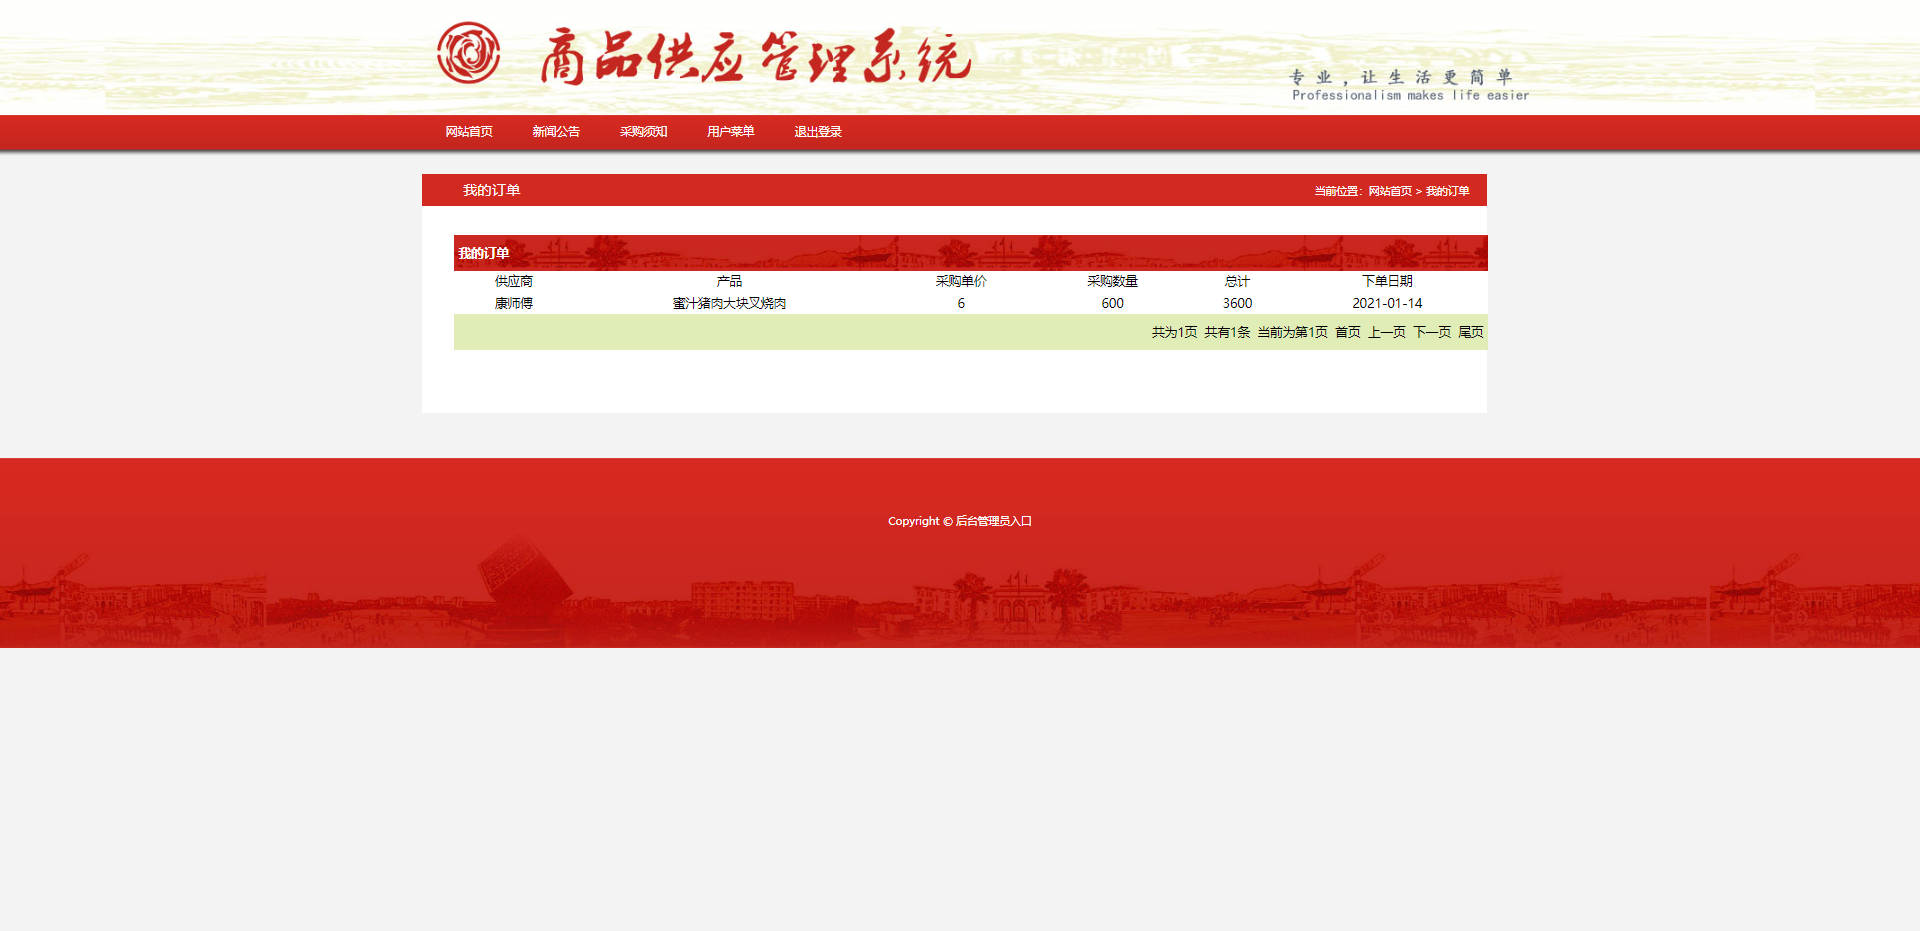 商品供应管理系统
专业，让生活更简单
Professionalism makes life easier
网站首页 新闻公告 采购须知 用户菜单 退出登录
我的订单 当前位置：网站首页 > 我的订单
我的订单
供应商 产品 采购单价 采购数量 总计 下单日期
康师傅 蜜汁猪肉大块叉烧肉 6 600 3600 2021-01-14
共为1页 共有1条 当前为第1页 首页 上一页 下一页 尾页
Copyright © 后台管理员入口